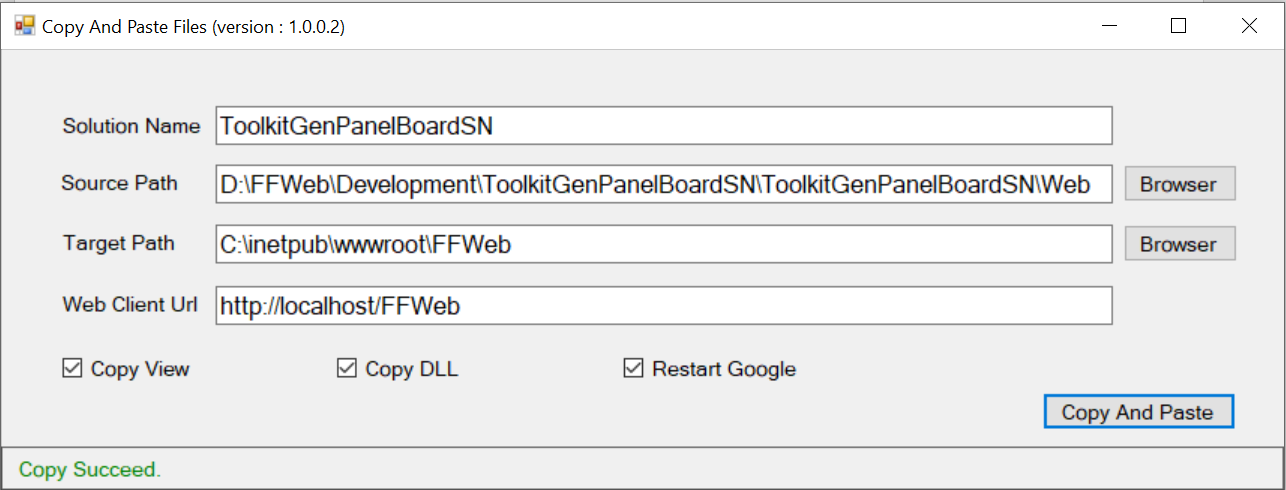 Copy And Paste Files (version : 1.0.0.2)
Solution Name ToolkitGenPanelBoardSN
Source Path D:\FFWeb\Development\ToolkitGenPanelBoardSN\ToolkitGenPanelBoardSN\Web Browser
Target Path C:\inetpub\wwwroot\FFWeb Browser
Web Client Url http://localhost/FFWeb
Copy View Copy DLL Restart Google
Copy And Paste
Copy Succeed.